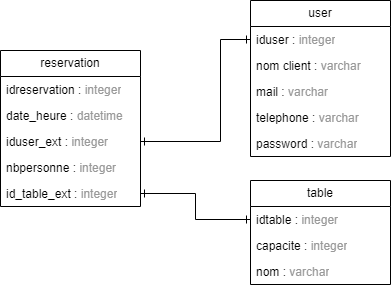 user
iduser : integer
nom client : varchar
mail : varchar
telephone : varchar
password : varchar
reservation
idreservation : integer
date_heure : datetime
iduser_ext : integer
nbpersonne : integer
id_table_ext : integer
table
idtable : integer
capacite : integer
nom : varchar